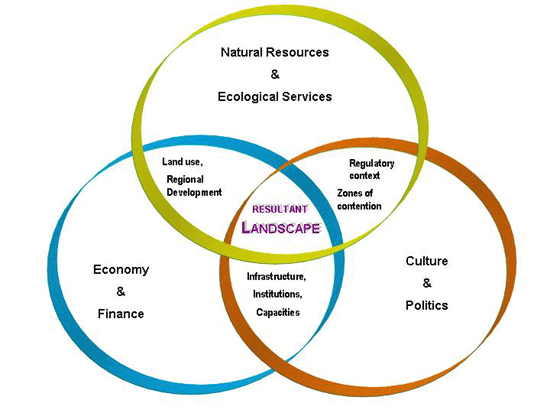 Natural Resources
&
Ecological Services
Land use,
Regional
Development
Regulatory
context
Zones of
contention
RESULTANT
LANDSCAPE
Economy
&
Finance
Infrastructure,
Institutions,
Capacities
Culture
&
Politics